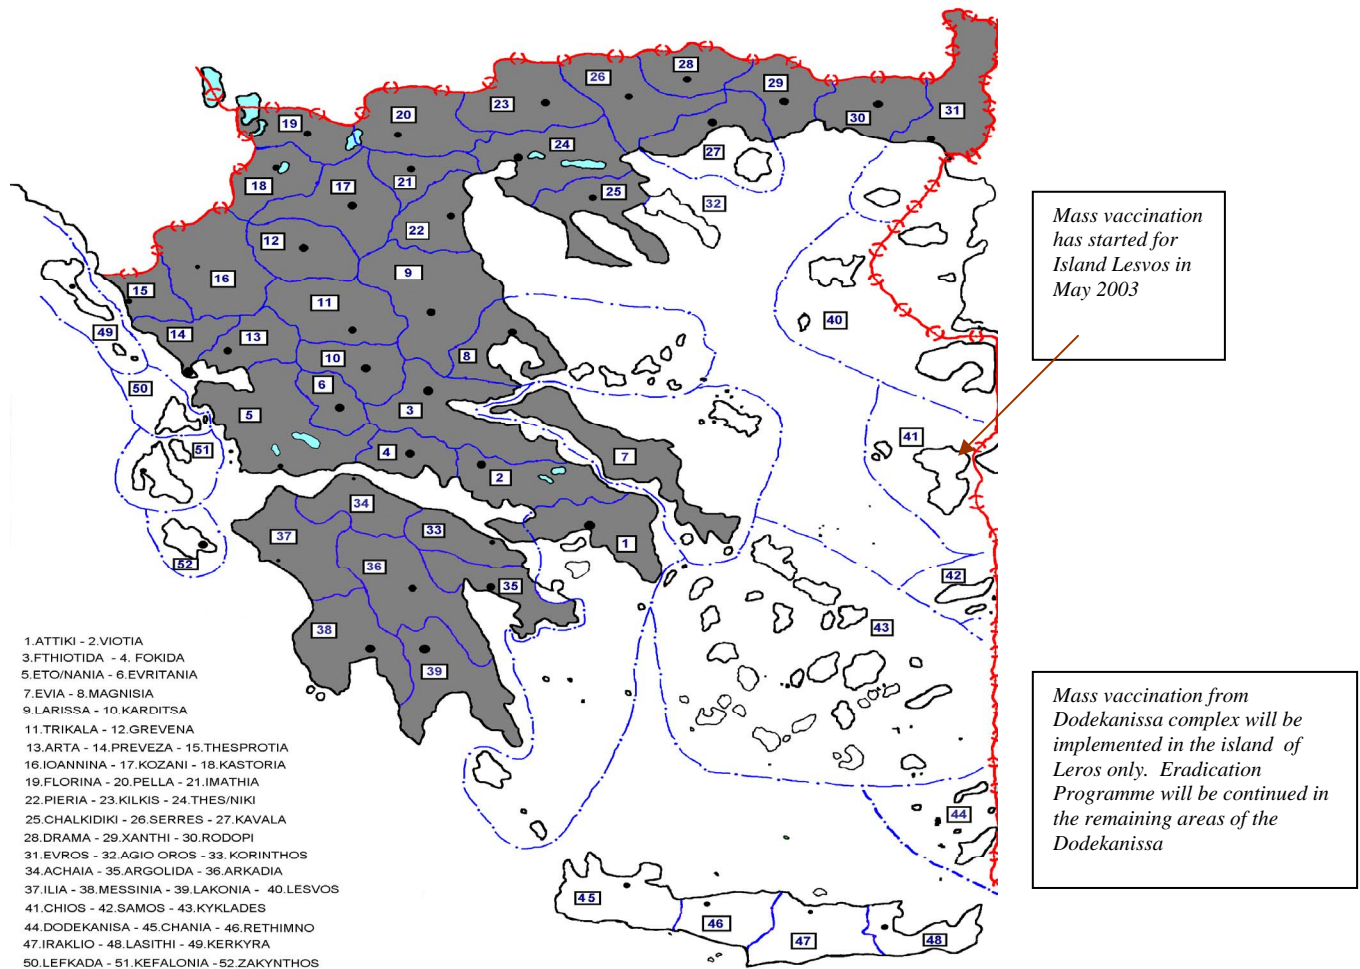 28
26
29
23
20
19
31
30
24
27
21
17
18
25
32
22
12
9
16
15
11
40
49
14
13
8
10
6
50
5
3
41
51
4
7
2
34
33
37
1
52
36
42
35
38
43
39
44
45
46
47
48
Mass vaccination
has started for
Island Lesvos in
May 2003
Mass vaccination from
Dodekanissa complex will be
implemented in the island of
Leros only. Eradication
Programme will be continued in
the remaining areas of the
Dodekanissa
1.ATTIKI - 2.VIOTIA
3.FTHIOTIDA - 4. FOKIDA
5.ETO/NANIA - 6.EVRITANIA
7.EVIA - 8.MAGNISIA
9.LARISSA - 10.KARDITSA
11.TRIKALA - 12.GREVENA
13.ARTA - 14.PREVEZA - 15.THESPROTIA
16.IOANNINA - 17.KOZANI - 18.KASTORIA
19.FLORINA - 20.PELLA - 21.IMATHIA
22.PIERIA - 23.KILKIS - 24.THES/NIKI
25.CHALKIDIKI - 26.SERRES - 27.KAVALA
28.DRAMA - 29.XANTHI - 30.RODOPI
31.EVROS - 32.AGIO OROS - 33. KORINTHOS
34.ACHAIA - 35.ARGOLIDA - 36.ARKADIA
37.ILIA - 38.MESSINIA - 39.LAKONIA - 40.LESVOS
41.CHIOS - 42.SAMOS - 43.KYKLADES
44.DODEKANISA - 45.CHANIA - 46.RETHIMNO
47.IRAKLIO - 48.LASITHI - 49.KERKYRA
50.LEFKADA - 51.KEFALONIA -52.ZAKYNTHOS